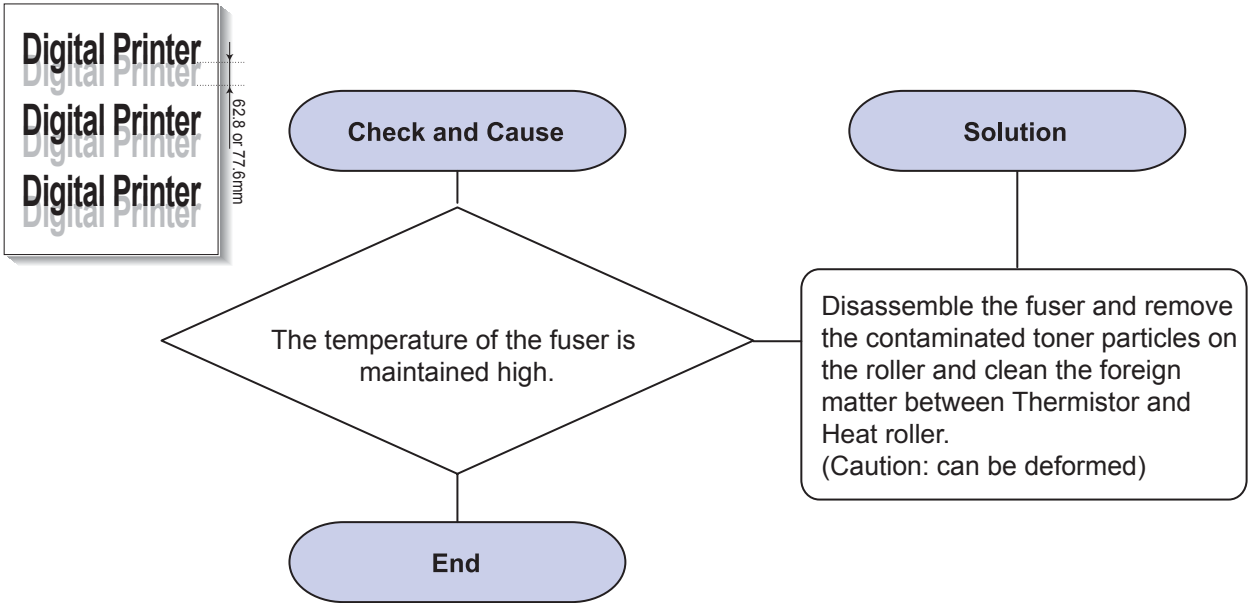 Digital Printer
Digital Printer
Digital Printer
Digital Printer
Digital Printer
Digital Printer
62.8 or 77.6mm
Check and Cause
The temperature of the fuser is
maintained high.
End
Solution
Disassemble the fuser and remove
the contaminated toner particles on
the roller and clean the foreign
matter between Thermistor and
Heat roller.
(Caution: can be deformed)